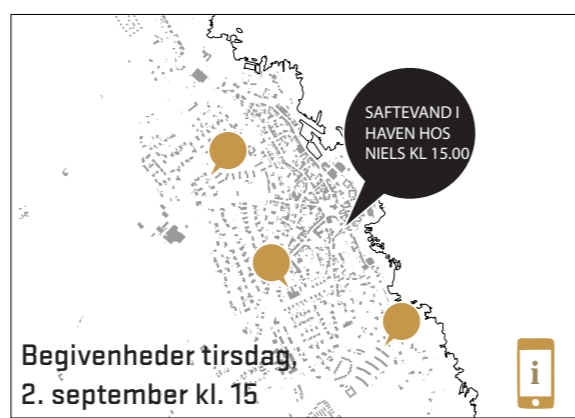 SAFTEVAND I
HAVEN HOS
NIELS KL 15.00
Begivenheder tirsdag,
2. september kl. 15
i